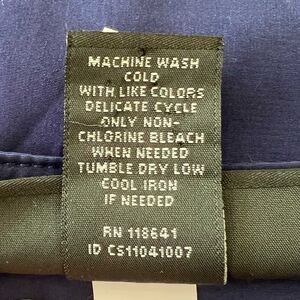 MACHINE WASH
COLD
WITH LIKE COLORS
DELICATE CYCLE
ONLY NON-
CHLORINE BLEACH
WHEN NEEDED
TUMBLE DRY LOW
COOL IRON
IF NEEDED
RN 118641
ID CS11041007